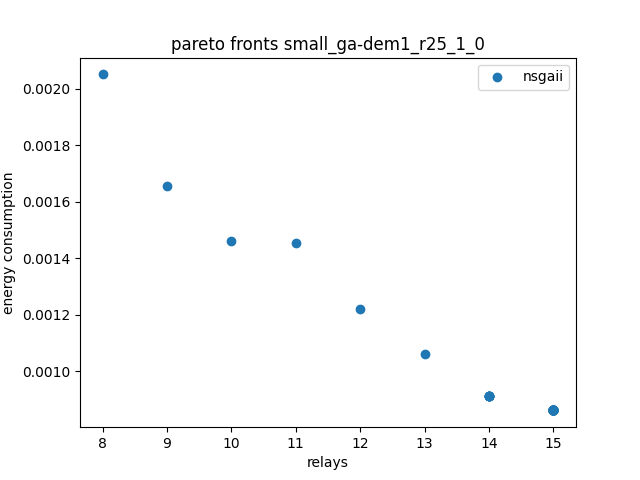 pareto fronts small_ga-dem1_r25_1_0
nsgaii
energy consumption
0.0020
0.0018
0.0016
0.0014
0.0012
0.0010
8 9 10 11 12 13 14 15
relays